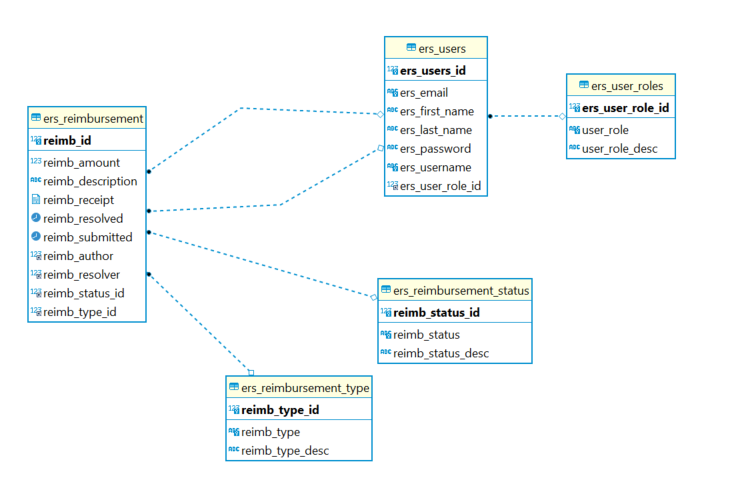 ers_users
ers_users_id
ers_email
ers_first_name
ers_last_name
ers_password
ers_username
ers_user_role_id
ers_user_roles
ers_user_role_id
user_role
user_role_desc
ers_reimbursement
reimb_id
reimb_amount
reimb_description
reimb_receipt
reimb_resolved
reimb_submitted
reimb_author
reimb_resolver
reimb_status_id
reimb_type_id
ers_reimbursement_status
reimb_status_id
reimb_status
reimb_status_desc
ers_reimbursement_type
reimb_type_id
reimb_type
reimb_type_desc